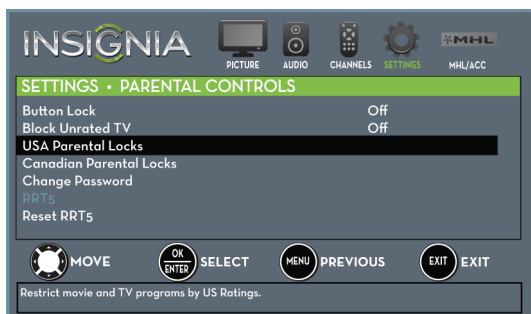 INSIGNIA
PICTURE AUDIO CHANNELS SETTINGS MHL MHL/ACC
SETTINGS • PARENTAL CONTROLS
Button Lock Off
Block Unrated TV Off
USA Parental Locks
Canadian Parental Locks
Change Password
RRT5
Reset RRT5
MOVE OK ENTER SELECT MENU PREVIOUS EXIT EXIT
Restrict movie and TV programs by US Ratings.